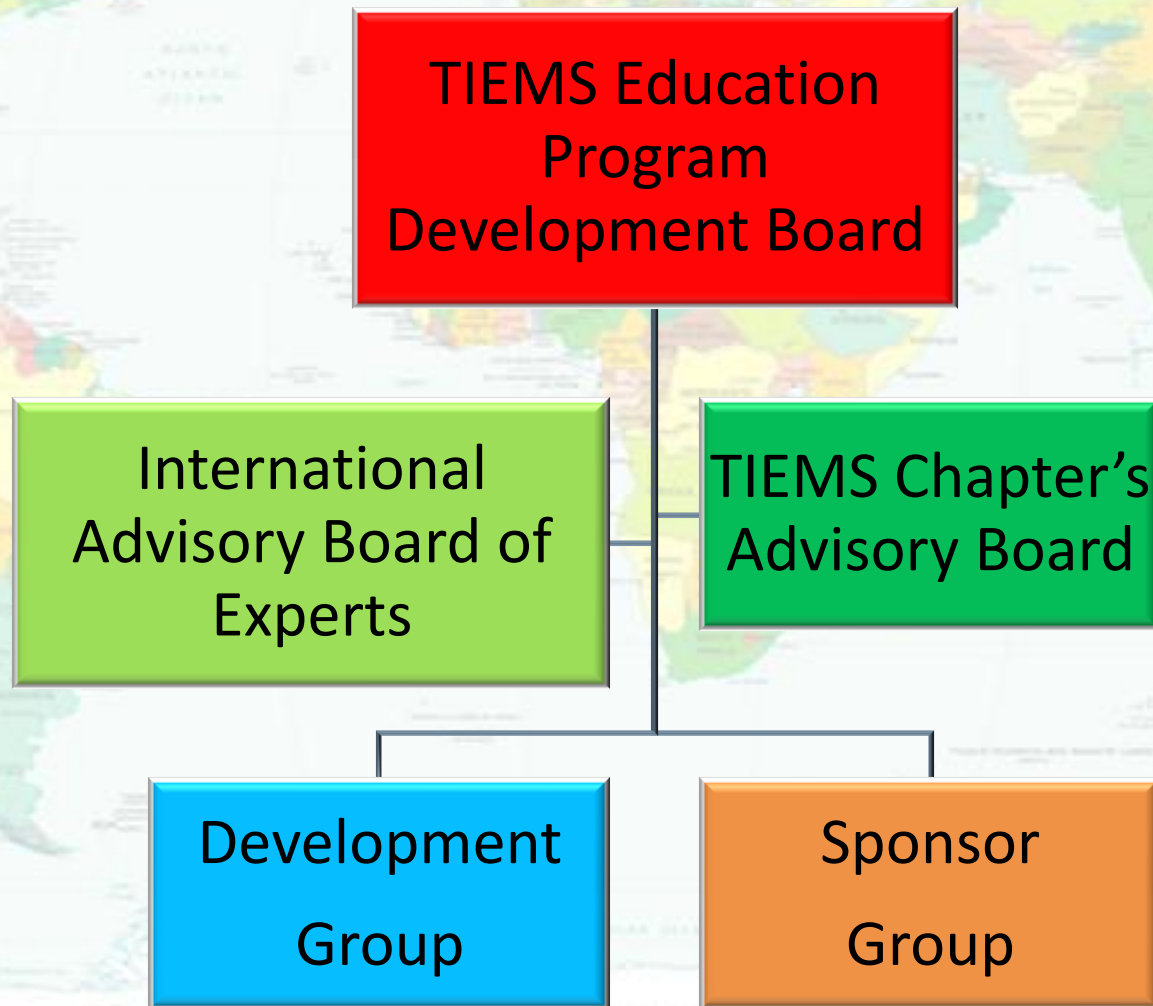 TIEMS Education
Program
Development Board
International
Advisory Board of
Experts
TIEMS Chapter’s
Advisory Board
Development
Group
Sponsor
Group